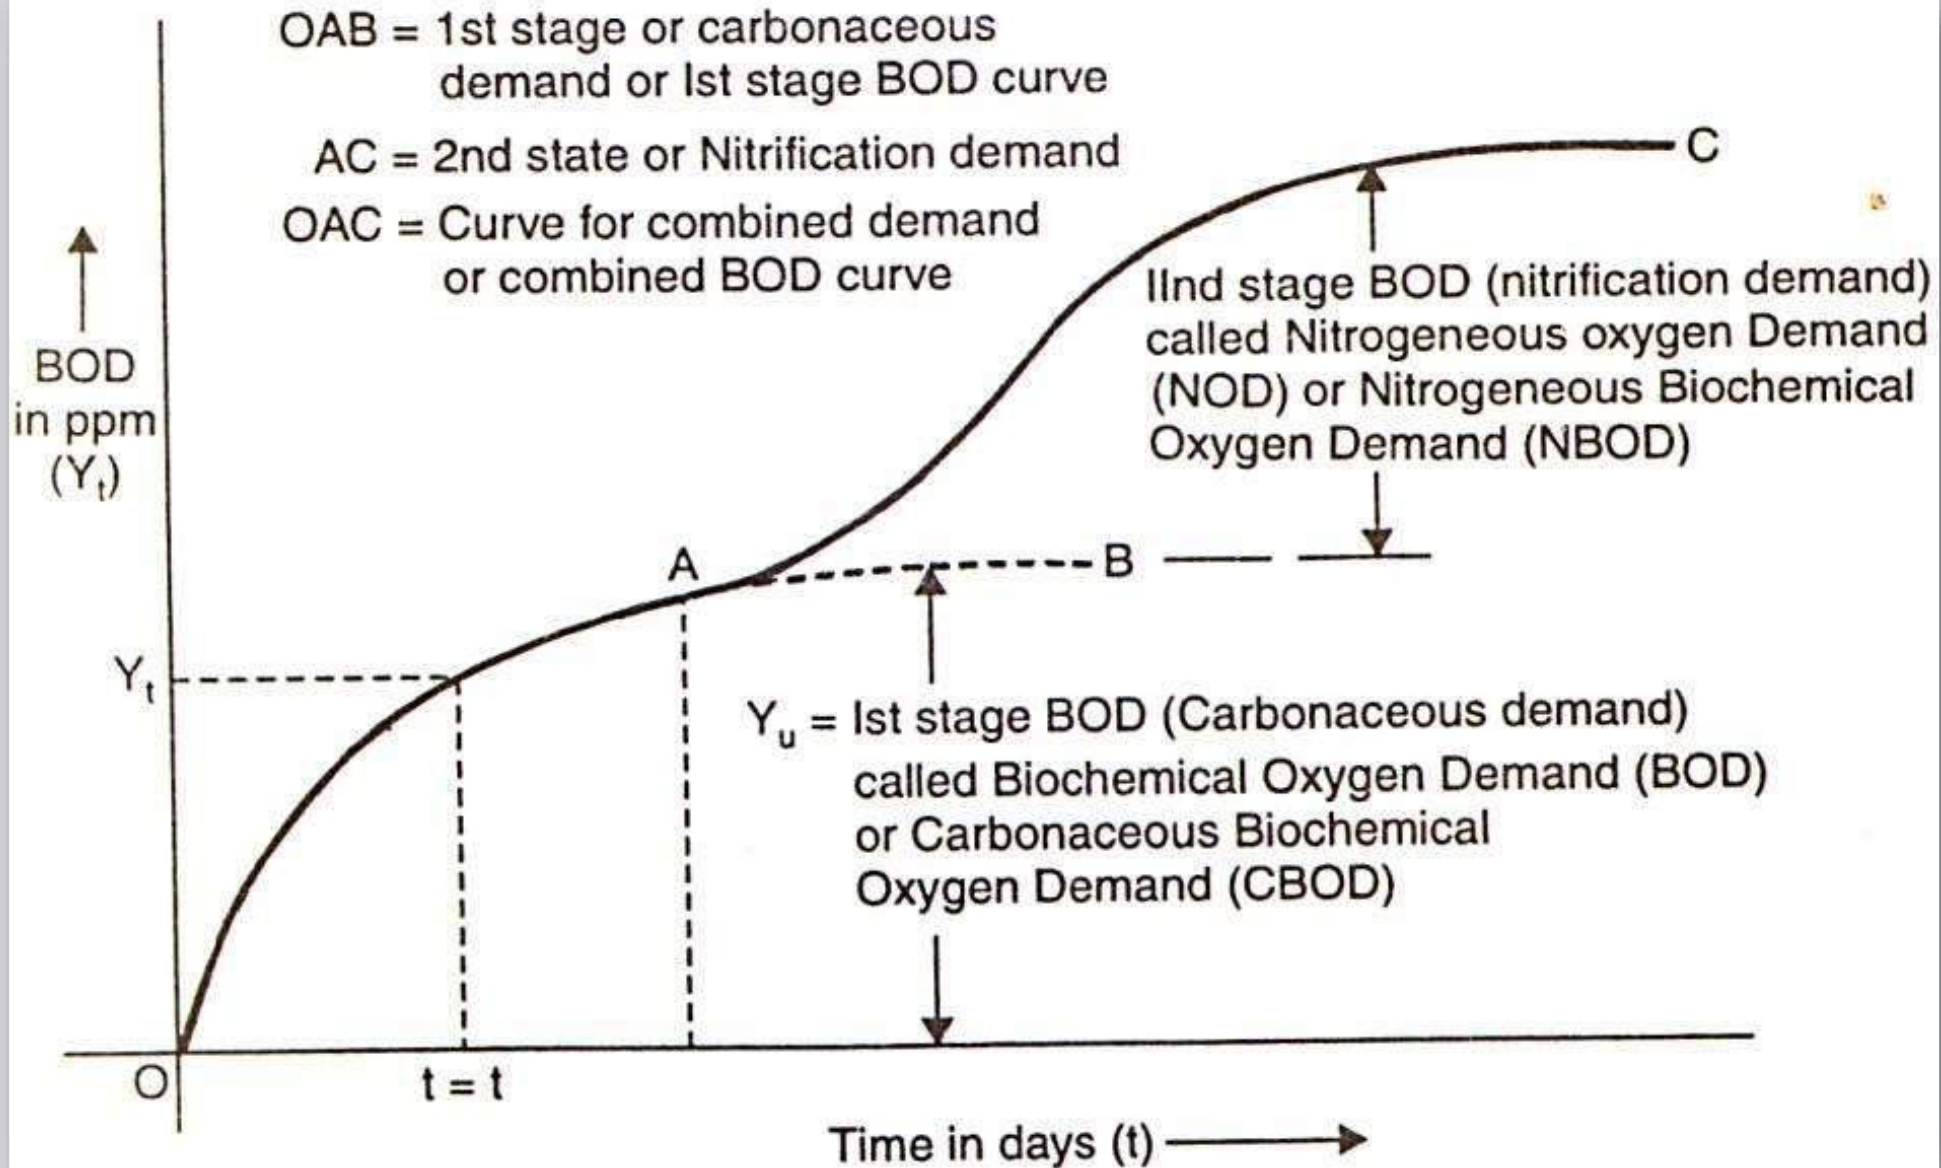 OAB = 1st stage or carbonaceous
demand or Ist stage BOD curve
AC = 2nd state or Nitrification demand
OAC = Curve for combined demand
or combined BOD curve
C
BOD
in ppm
(Yt)
IInd stage BOD (nitrification demand)
called Nitrogeneous oxygen Demand
(NOD) or Nitrogeneous Biochemical
Oxygen Demand (NBOD)
A
B
Yt
Yu = Ist stage BOD (Carbonaceous demand)
called Biochemical Oxygen Demand (BOD)
or Carbonaceous Biochemical
Oxygen Demand (CBOD)
O
t = t
Time in days (t)